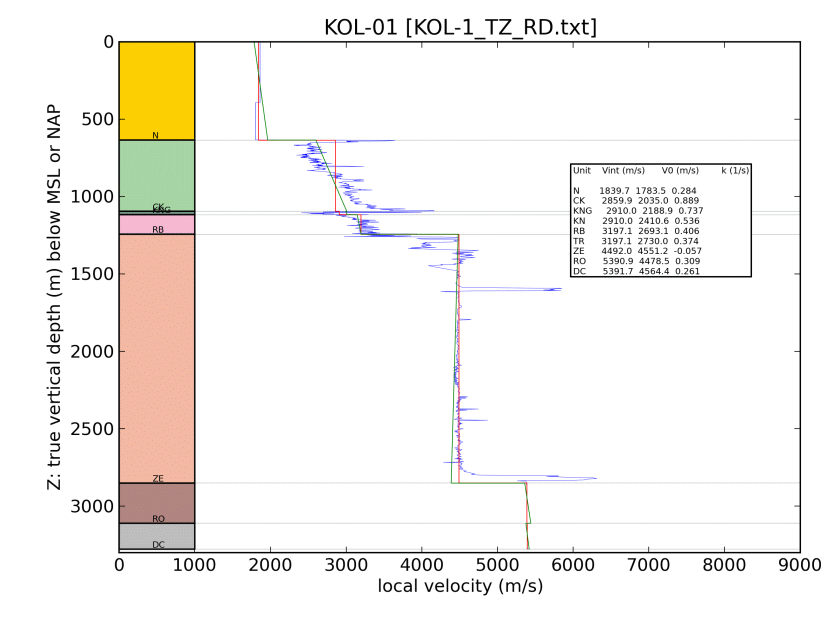 KOL-01 [KOL-1_TZ_RD.txt]
Z: true vertical depth (m) below MSL or NAP
0
500
1000
1500
2000
2500
3000
N
CK
KNG
RB
ZE
RO
DC
Unit Vint (m/s) V0 (m/s) k (1/s)
N 1839.7 1783.5 0.284
CK 2859.9 2035.0 0.889
KNG 2910.0 2188.9 0.737
KN 2910.0 2410.6 0.536
RB 3197.1 2693.1 0.406
TR 3197.1 2730.0 0.374
ZE 4492.0 4551.2 -0.057
RO 5390.9 4478.5 0.309
DC 5391.7 4564.4 0.261
0 1000 2000 3000 4000 5000 6000 7000 8000 9000
local velocity (m/s)